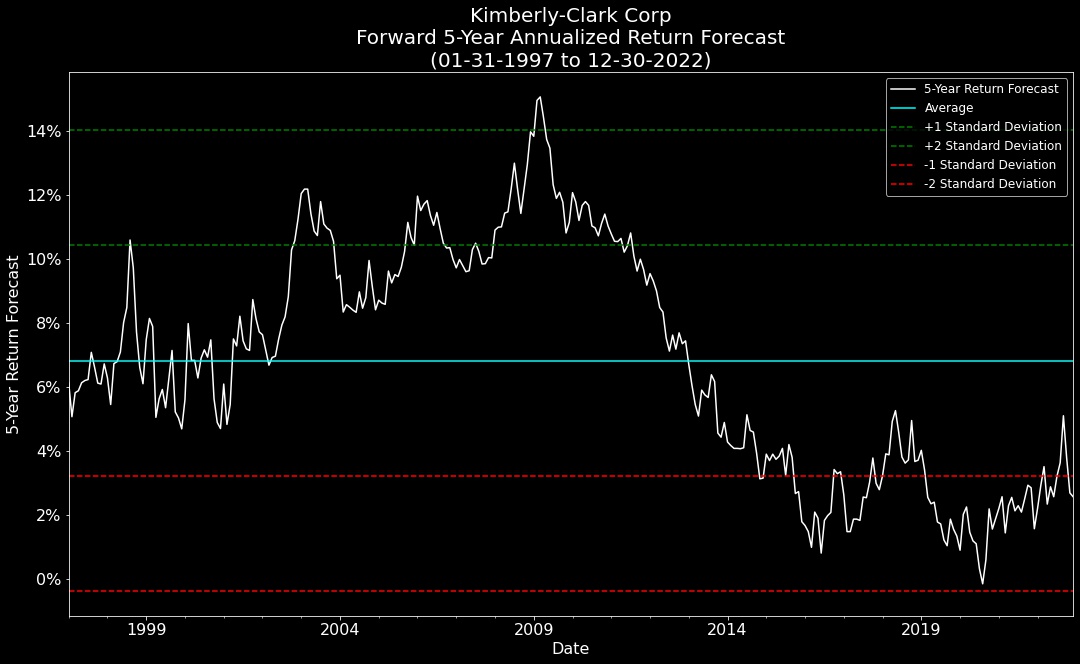 Kimberly-Clark Corp
Forward 5-Year Annualized Return Forecast
(01-31-1997 to 12-30-2022)
5-Year Return Forecast
Average
+1 Standard Deviation
+2 Standard Deviation
-1 Standard Deviation
-2 Standard Deviation
5-Year Return Forecast
14%
12%
10%
8%
6%
4%
2%
0%
1999
2004
2009
2014
2019
Date